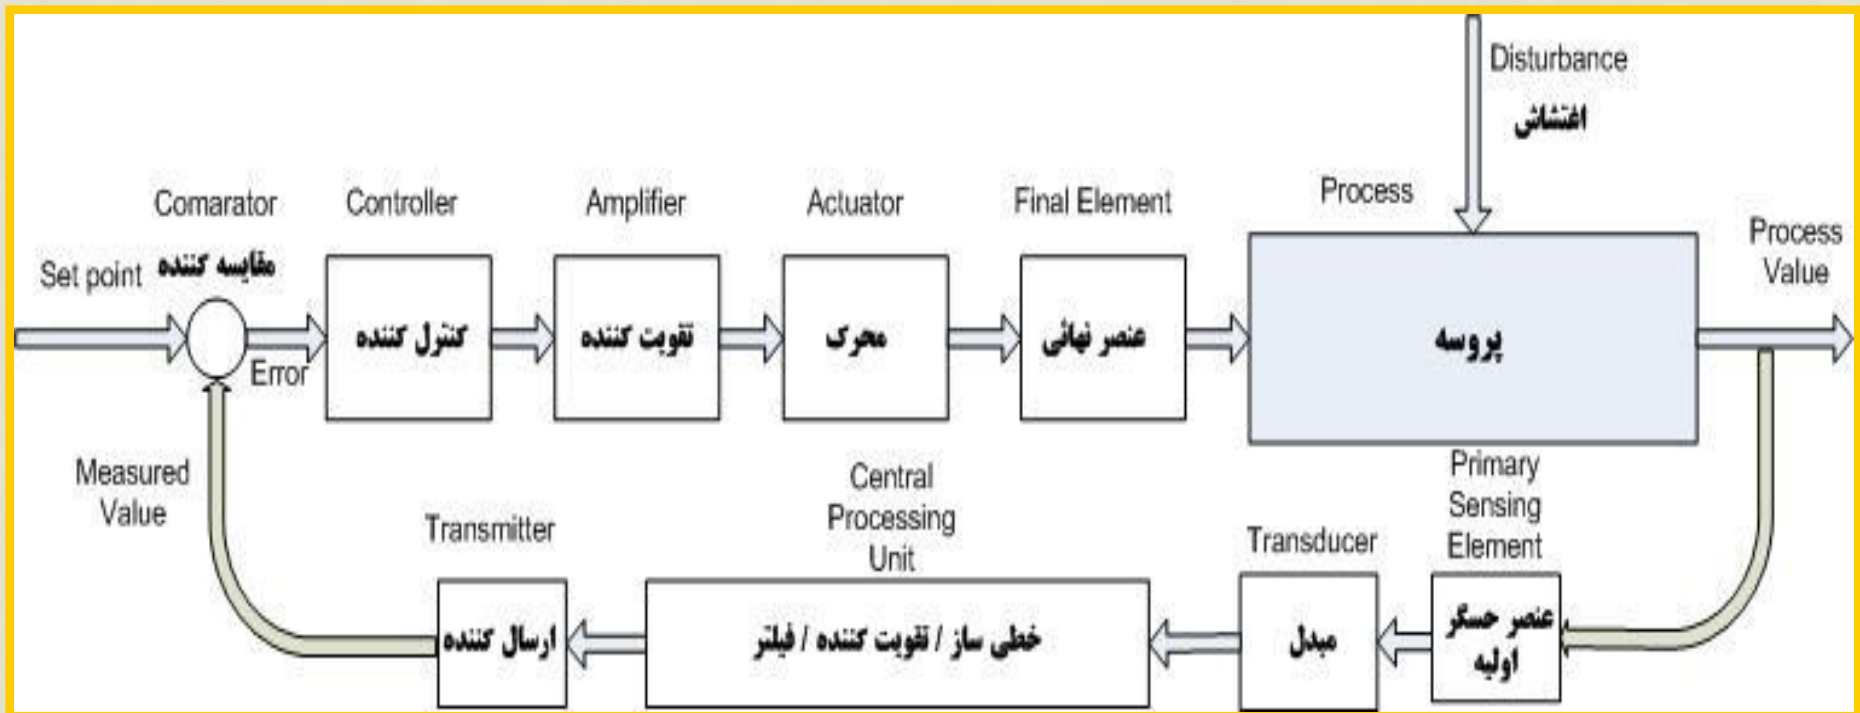 Disturbance
اغتشاش
Comarator
مقایسه کننده
Controller
Amplifier
Actuator
Final Element
Process
Process
Value
Set point
Error
کنترل کننده
تقویت کننده
محرک
عنصر نهائی
پروسه
Measured
Value
Transmitter
Central
Processing
Unit
Transducer
Primary
Sensing
Element
ارسال کننده
خطی ساز / تقویت کننده / فیلتر
مبدل
عنصر حسگر
اولیه